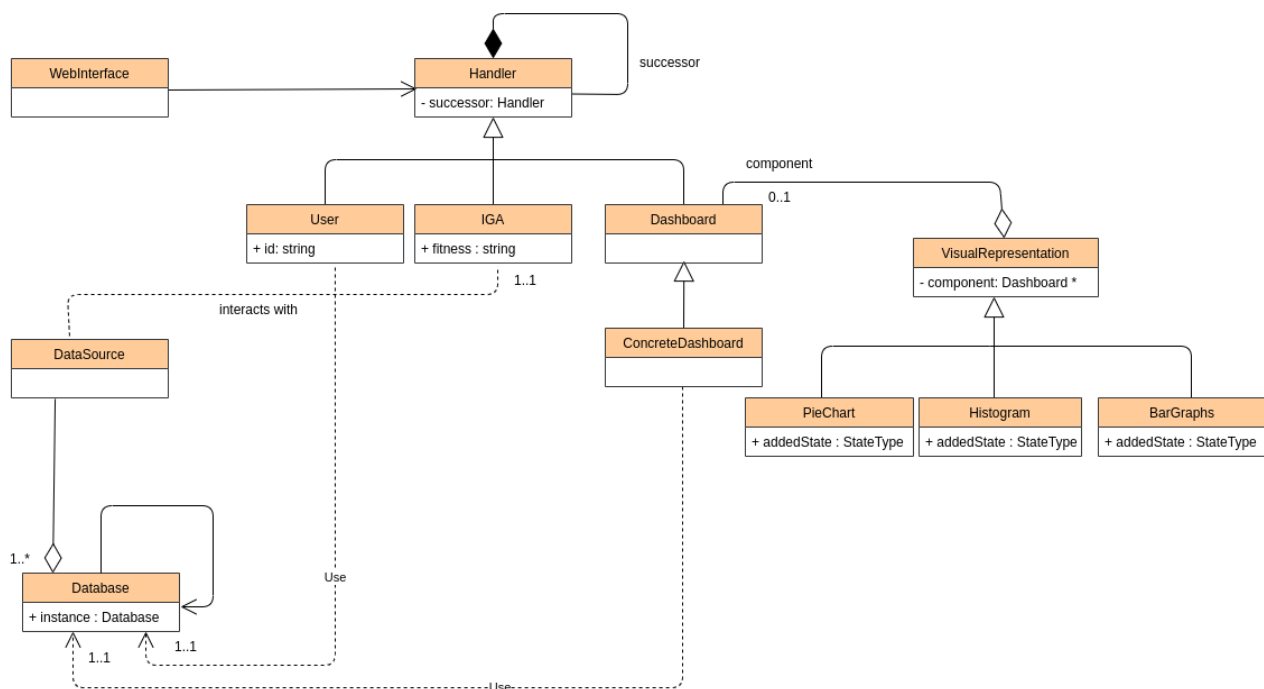 successor
WebInterface
Handler
- successor: Handler
component
0..1
User
+ id: string
IGA
+ fitness : string
Dashboard
VisualRepresentation
- component: Dashboard *
1..1
interacts with
DataSource
ConcreteDashboard
PieChart
+ addedState : StateType
Histogram
+ addedState : StateType
BarGraphs
+ addedState : StateType
1..*
Database
+ instance : Database
Use
1..1
1..1
Use